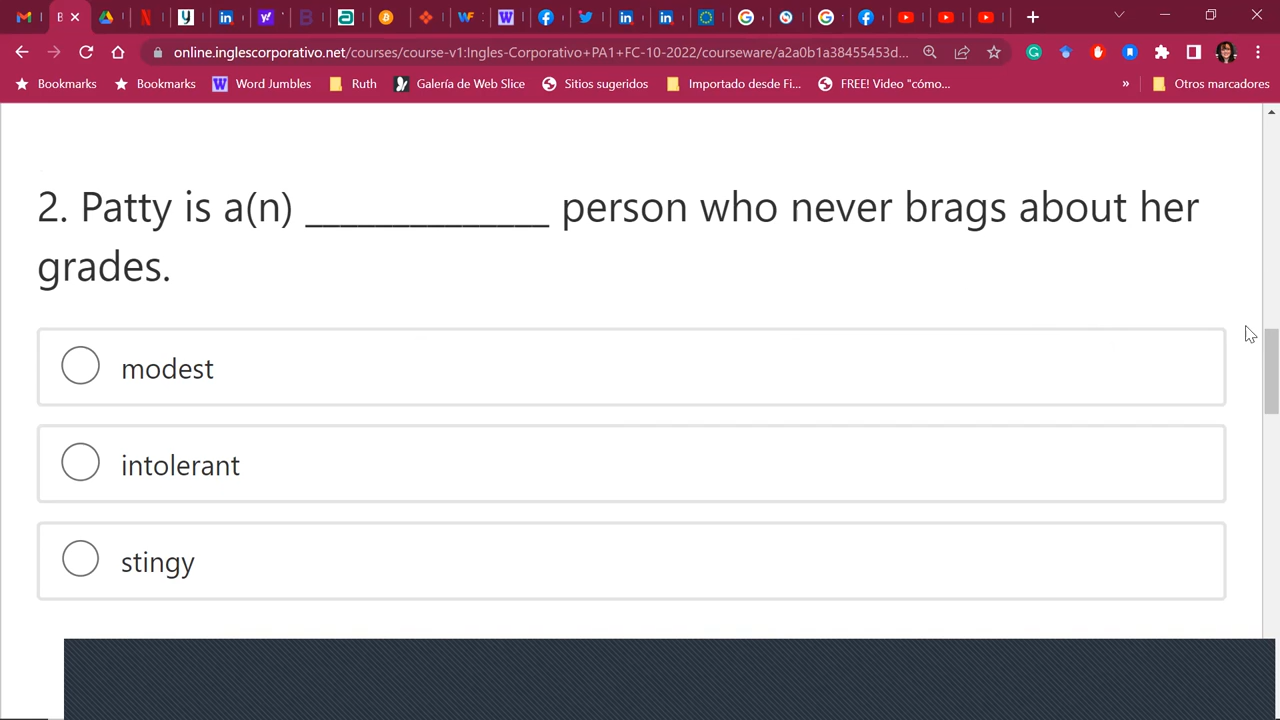 online.inglescorporativo.net/courses/course-v1:Ingles-Corporativo+PA1+FC-10-2022/courseware/a2a0b1a38455453d...
Bookmarks Bookmarks Word Jumbles Ruth Galería de Web Slice Sitios sugeridos Importado desde Fi... FREE! Video "cómo... » Otros marcadores
2. Patty is a(n) ______________ person who never brags about her
grades.
modest
intolerant
stingy